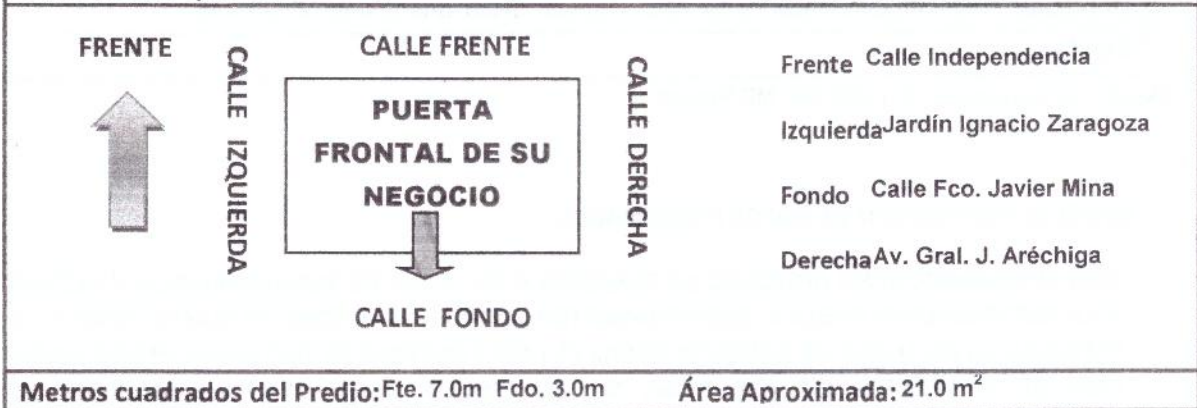 FRENTE
CALLE IZQUIERDA
CALLE FRENTE
PUERTA
FRONTAL DE SU
NEGOCIO
CALLE FONDO
CALLE DERECHA
Frente Calle Independencia
Izquierda Jardín Ignacio Zaragoza
Fondo Calle Fco. Javier Mina
Derecha Av. Gral. J. Aréchiga
Metros cuadrados del Predio: Fte. 7.0m Fdo. 3.0m Área Aproximada: 21.0 m²